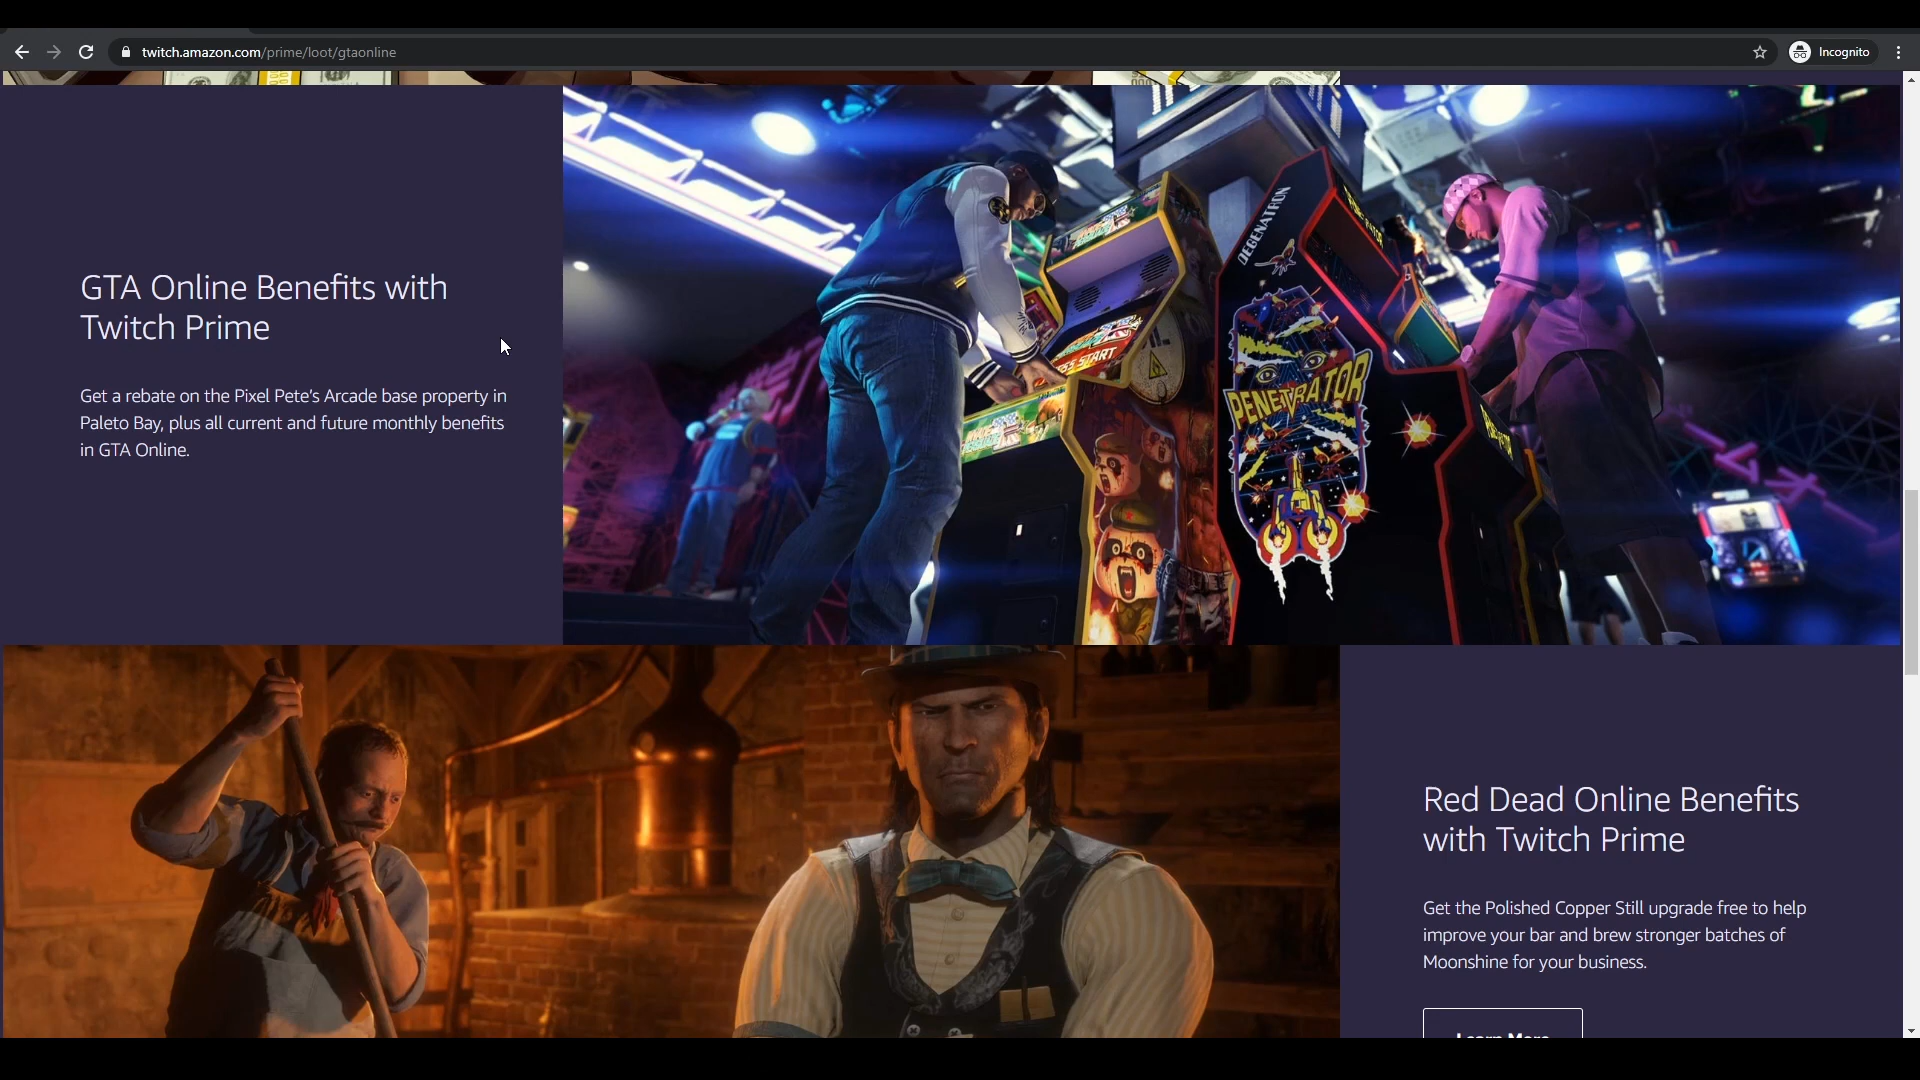 twitch.amazon.com/prime/loot/gtaonline
Incognito
GTA Online Benefits with
Twitch Prime
Get a rebate on the Pixel Pete's Arcade base property in
Paleto Bay, plus all current and future monthly benefits
in GTA Online.
DEGENATRON
PENETRATOR
Red Dead Online Benefits
with Twitch Prime
Get the Polished Copper Still upgrade free to help
improve your bar and brew stronger batches of
Moonshine for your business.
Learn More